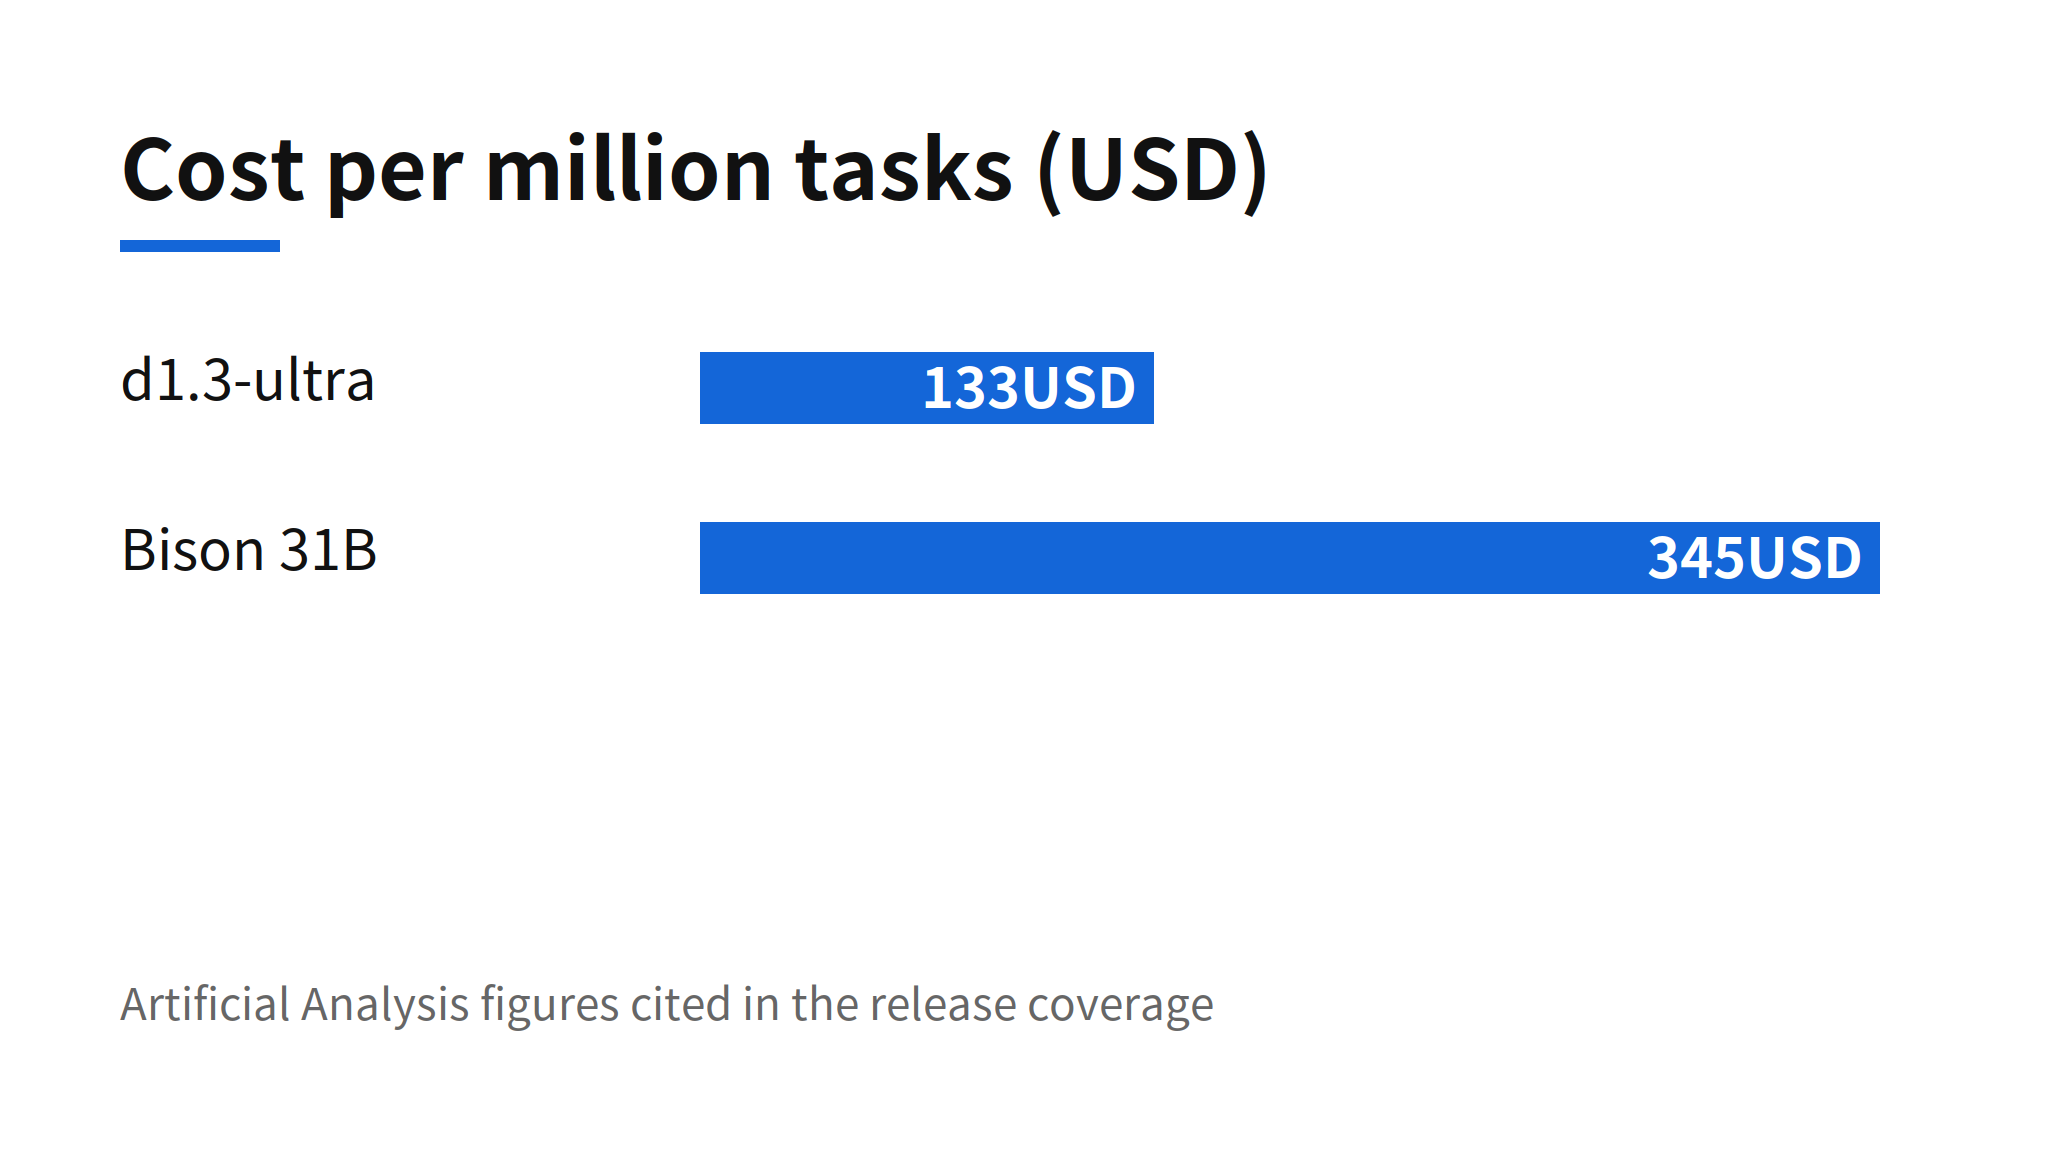 Cost per million tasks (USD)
d1.3-ultra
133USD
Bison 31B
345USD
Artificial Analysis figures cited in the release coverage